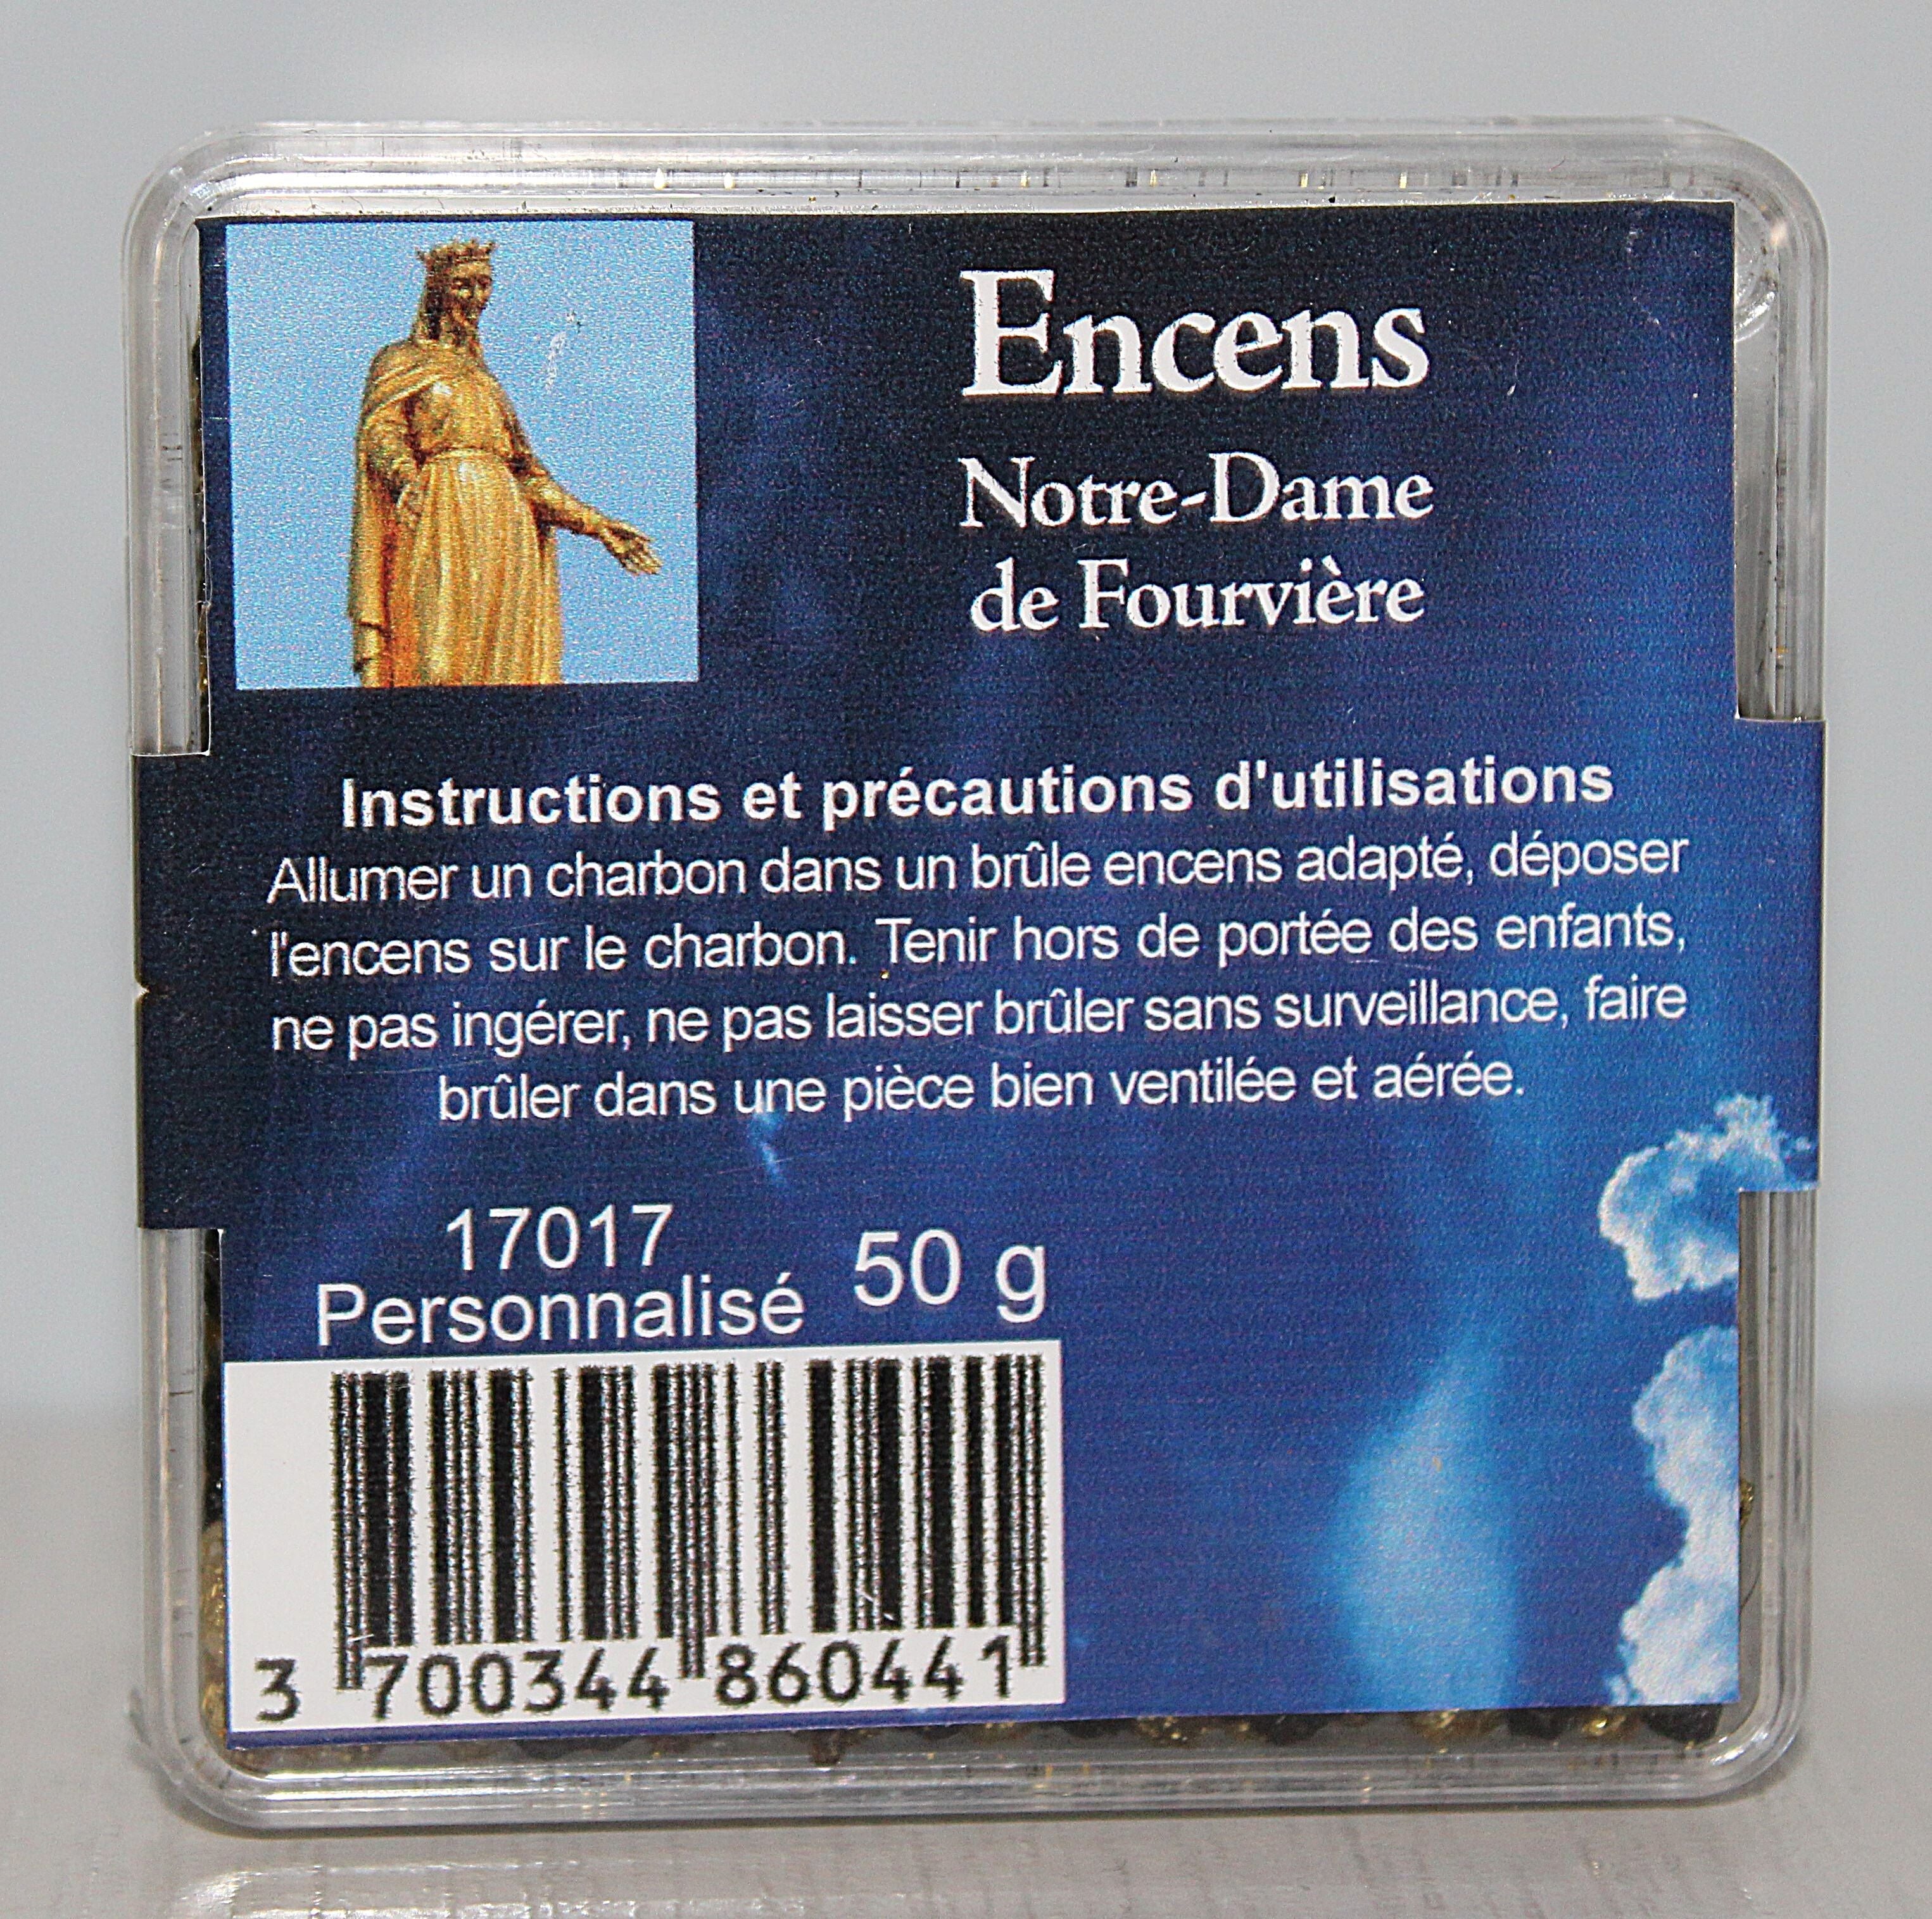 Encens
Notre-Dame
de Fourvière
Instructions et précautions d'utilisations
Allumer un charbon dans un brûle encens adapté, déposer
l'encens sur le charbon. Tenir hors de portée des enfants,
ne pas ingérer, ne pas laisser brûler sans surveillance, faire
brûler dans une pièce bien ventilée et aérée.
17017
Personnalisé 50 g
3 700344 860441